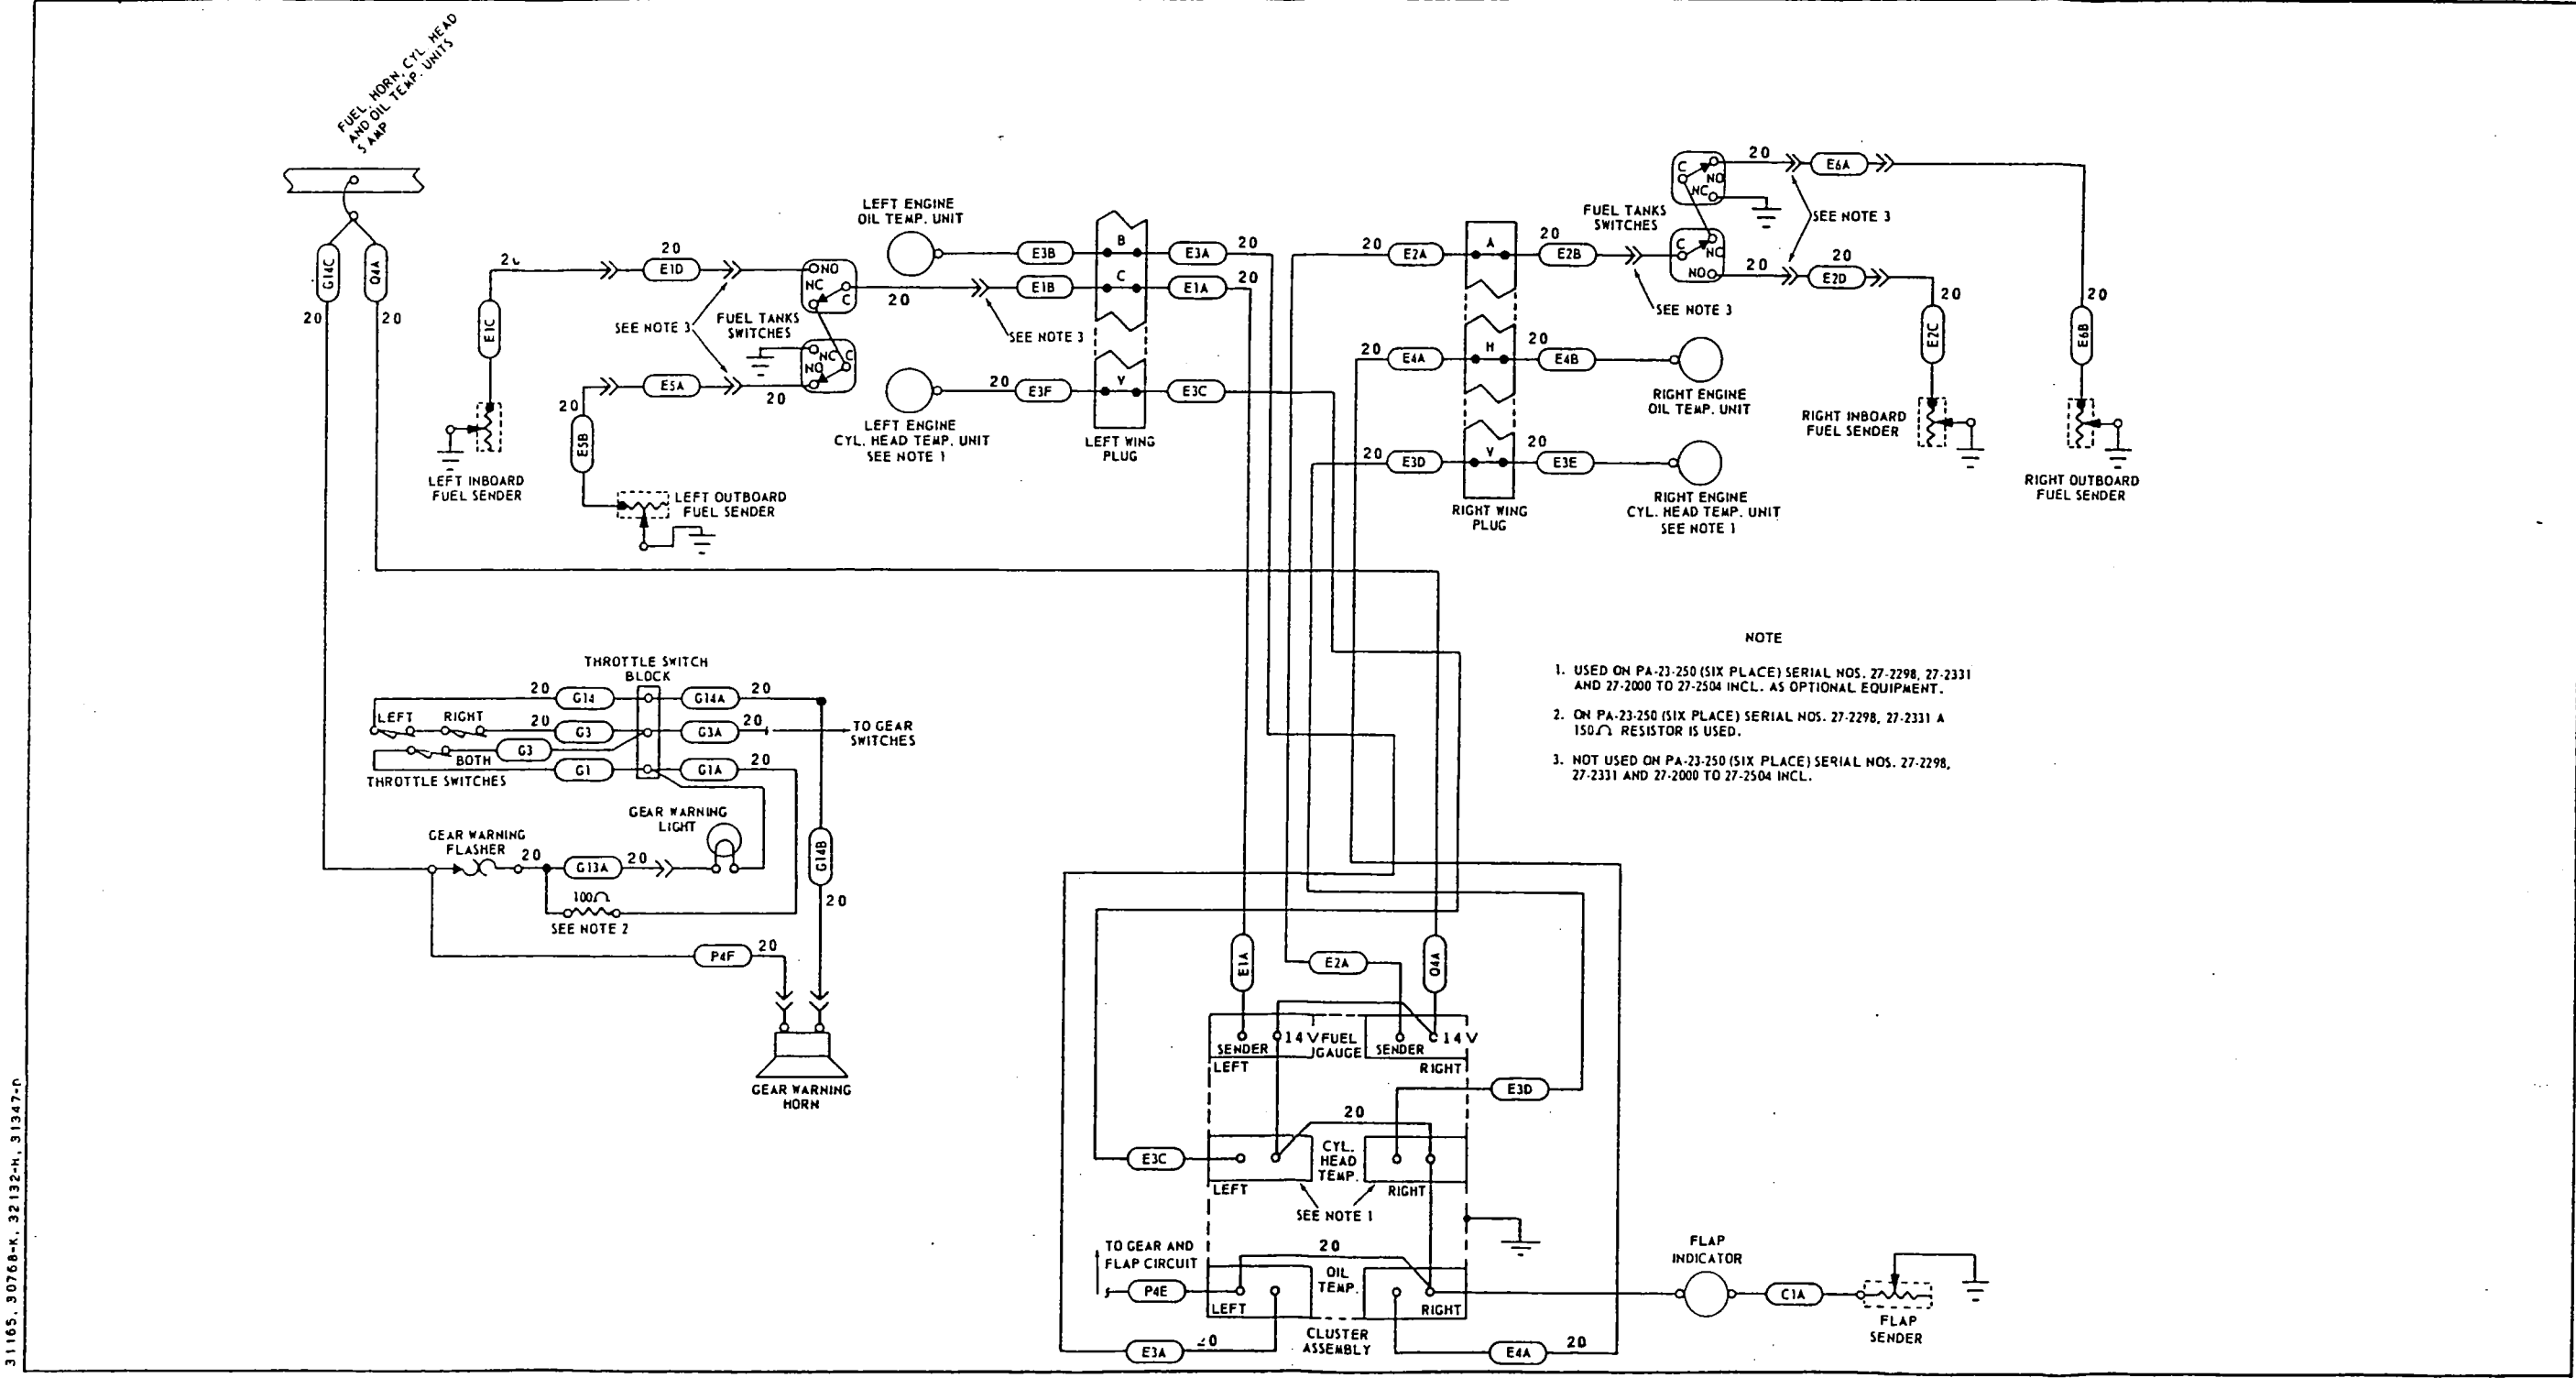 FUEL, HORN, CYL. HEAD
AND OIL TEMP. UNITS
5 AMP
G14C
Q4A
20
20
20
E1D
E1C
SEE NOTE 3
NO
NC
C
FUEL TANKS
SWITCHES
NC
C
NO
E5A
20
20
E5B
LEFT INBOARD
FUEL SENDER
LEFT OUTBOARD
FUEL SENDER
LEFT ENGINE
OIL TEMP. UNIT
E3B
B
E3A
20
20
E1B
C
E1A
20
SEE NOTE 3
20
E3F
V
E3C
LEFT ENGINE
CYL. HEAD TEMP. UNIT
SEE NOTE 1
LEFT WING
PLUG
20
E2A
A
20
E2B
FUEL TANKS
SWITCHES
C
NO
NC
20
E6A
SEE NOTE 3
C
NC
NO
20
20
E2D
SEE NOTE 3
20
E2C
20
E6B
20
E4A
H
20
E4B
RIGHT ENGINE
OIL TEMP. UNIT
RIGHT INBOARD
FUEL SENDER
20
E3D
V
20
E3E
RIGHT OUTBOARD
FUEL SENDER
RIGHT WING
PLUG
RIGHT ENGINE
CYL. HEAD TEMP. UNIT
SEE NOTE 1
NOTE
1. USED ON PA-23-250 (SIX PLACE) SERIAL NOS. 27-2298, 27-2331
AND 27-2000 TO 27-2504 INCL. AS OPTIONAL EQUIPMENT.
2. ON PA-23-250 (SIX PLACE) SERIAL NOS. 27-2298, 27-2331 A
150Ω RESISTOR IS USED.
3. NOT USED ON PA-23-250 (SIX PLACE) SERIAL NOS. 27-2298,
27-2331 AND 27-2000 TO 27-2504 INCL.
THROTTLE SWITCH
BLOCK
20
G14
G14A
20
LEFT
RIGHT
20
G3
G3A
20
TO GEAR
SWITCHES
BOTH
G3
G1
G1A
20
THROTTLE SWITCHES
GEAR WARNING
LIGHT
GEAR WARNING
FLASHER
20
G13A
20
G14B
20
100Ω
SEE NOTE 2
P4F
20
GEAR WARNING
HORN
E1A
E2A
Q4A
SENDER
14 V
FUEL
GAUGE
SENDER
14 V
LEFT
RIGHT
E3D
20
E3C
CYL.
HEAD
TEMP.
LEFT
RIGHT
SEE NOTE 1
TO GEAR AND
FLAP CIRCUIT
20
P4E
OIL
TEMP.
LEFT
RIGHT
CLUSTER
ASSEMBLY
E3A
E4A
20
FLAP
INDICATOR
C1A
FLAP
SENDER
31165, 30768-K, 32132-H, 31347-